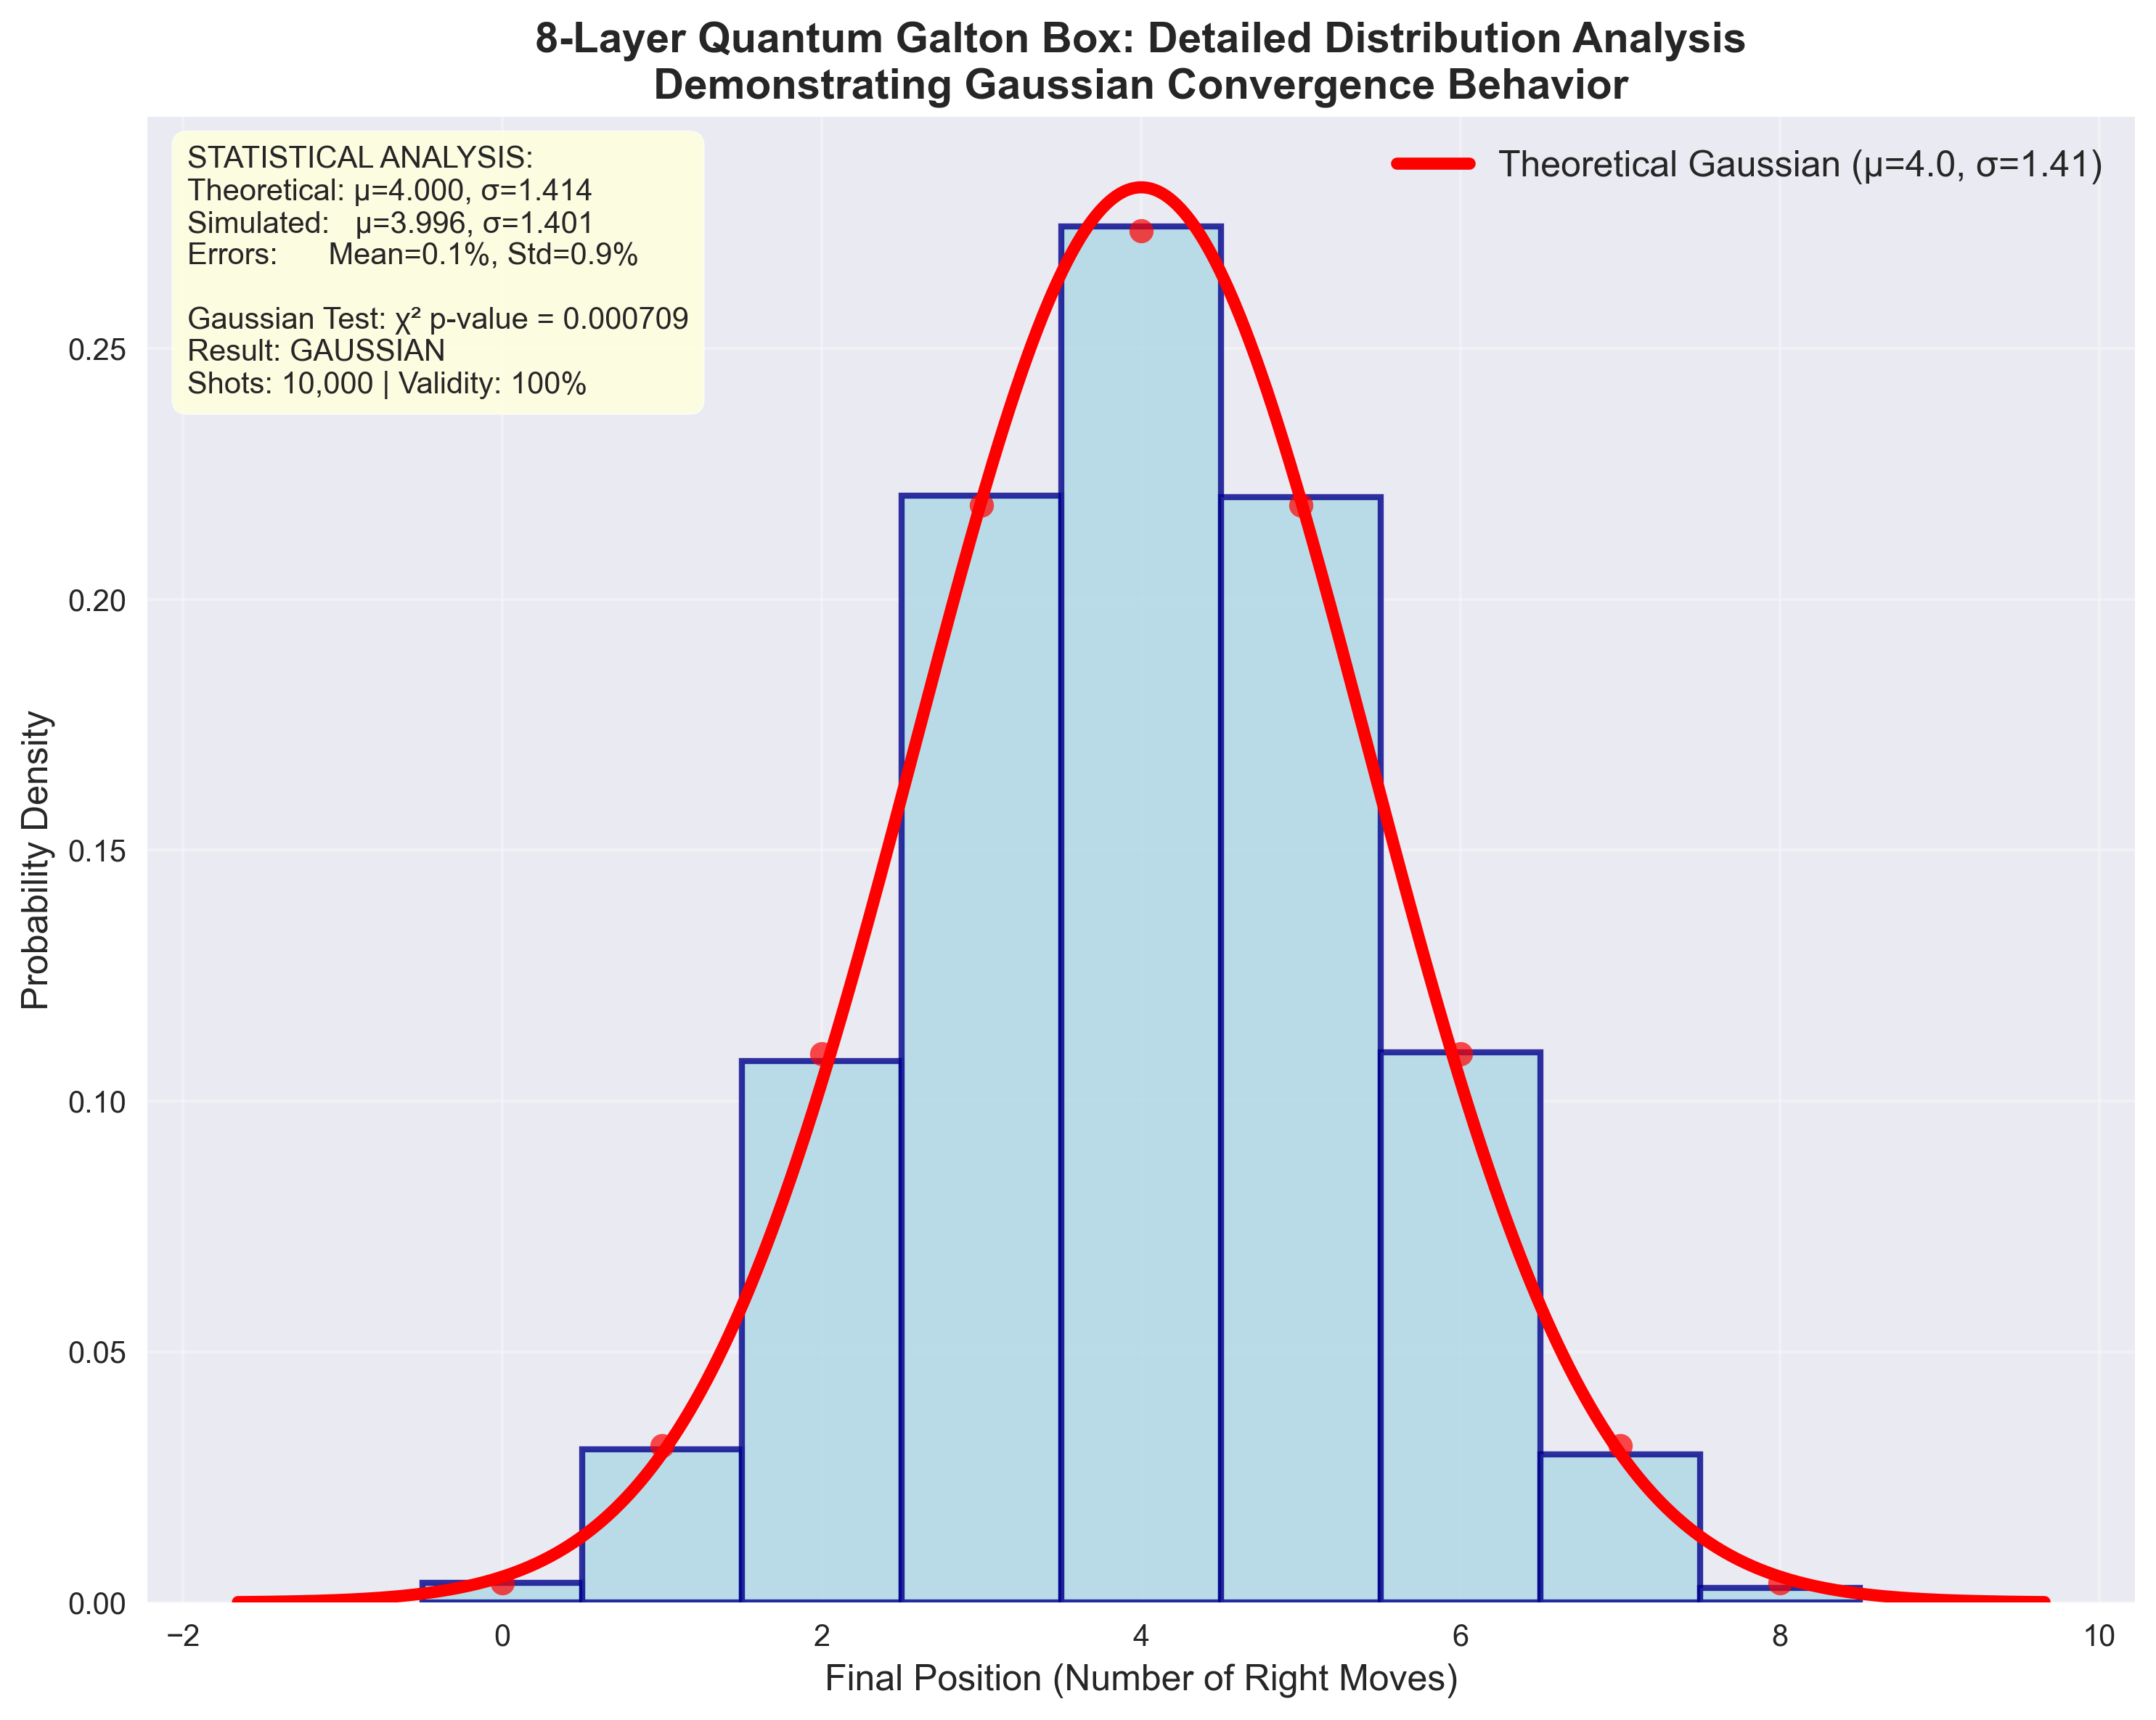 8-Layer Quantum Galton Box: Detailed Distribution Analysis
Demonstrating Gaussian Convergence Behavior
STATISTICAL ANALYSIS:
Theoretical: μ=4.000, σ=1.414
Simulated:   μ=3.996, σ=1.401
Errors:      Mean=0.1%, Std=0.9%
Gaussian Test: χ² p-value = 0.000709
Result: GAUSSIAN
Shots: 10,000 | Validity: 100%
Theoretical Gaussian (μ=4.0, σ=1.41)
Probability Density
0.25
0.20
0.15
0.10
0.05
0.00
−2 0 2 4 6 8 10
Final Position (Number of Right Moves)